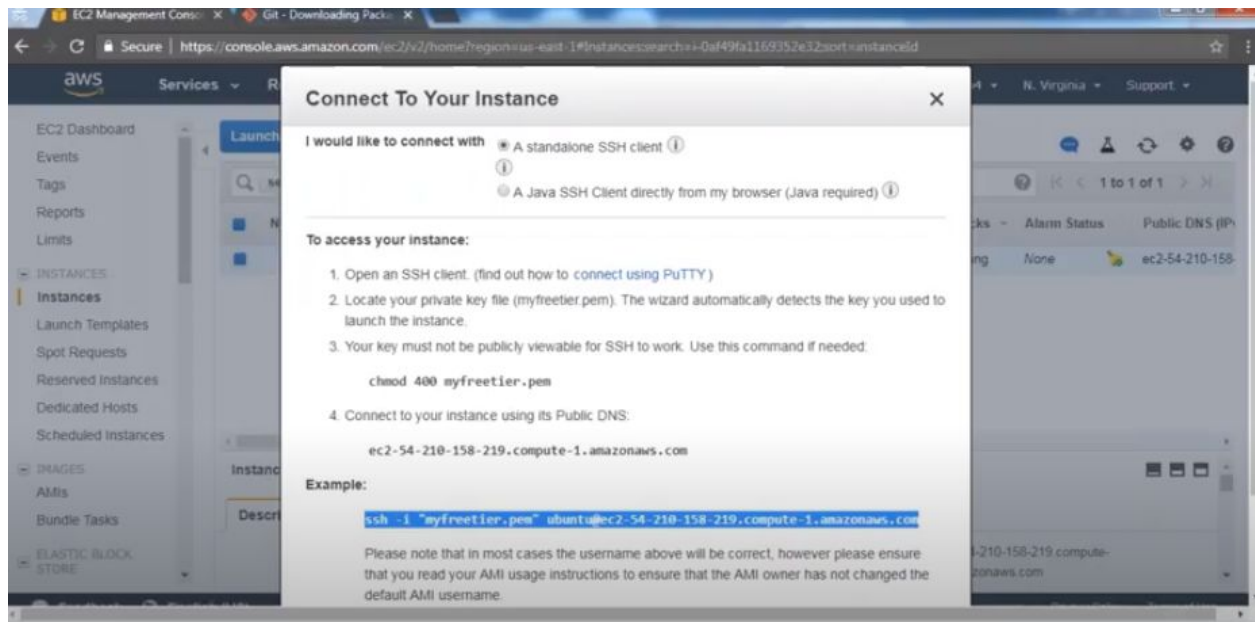 EC2 Management Conso
Git - Downloading Packa
Secure | https://console.aws.amazon.com/ec2/v2/home?region=us-east-1#Instances:search=i-0af49fa1169352e32;sort=instanceId
aws
Services
R
N. Virginia
Support
Connect To Your Instance
I would like to connect with
A standalone SSH client
A Java SSH Client directly from my browser (Java required)
To access your instance:
1. Open an SSH client. (find out how to connect using PuTTY)
2. Locate your private key file (myfreetier.pem). The wizard automatically detects the key you used to
launch the instance.
3. Your key must not be publicly viewable for SSH to work. Use this command if needed:
chmod 400 myfreetier.pem
4. Connect to your instance using its Public DNS:
ec2-54-210-158-219.compute-1.amazonaws.com
Example:
ssh -i "myfreetier.pem" ubuntu@ec2-54-210-158-219.compute-1.amazonaws.com
Please note that in most cases the username above will be correct, however please ensure
that you read your AMI usage instructions to ensure that the AMI owner has not changed the
default AMI username.
EC2 Dashboard
Events
Tags
Reports
Limits
INSTANCES
Instances
Launch Templates
Spot Requests
Reserved Instances
Dedicated Hosts
Scheduled Instances
IMAGES
AMIs
Bundle Tasks
ELASTIC BLOCK
STORE
Launch
N
Instanc
Descri
1 to 1 of 1
cks
Alarm Status
Public DNS (IPv
ng
None
ec2-54-210-158-
4-210-158-219.compute-
zonaws.com